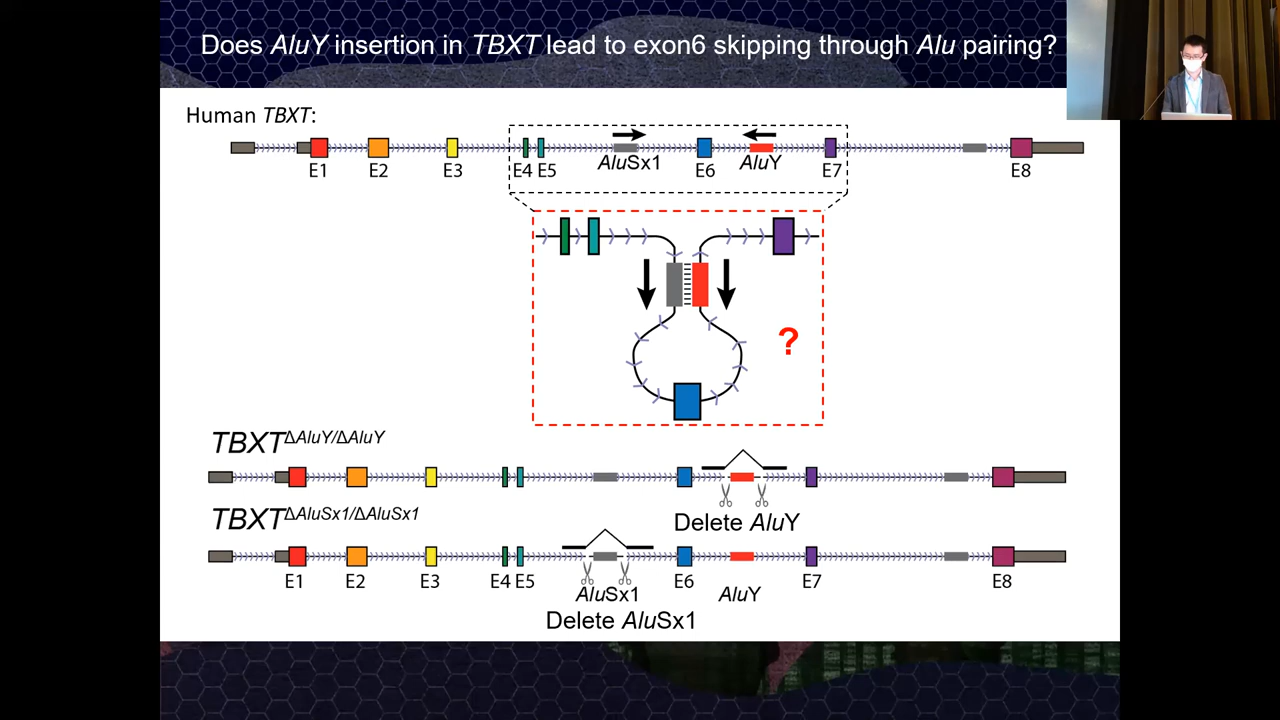 Does AluY insertion in TBXT lead to exon6 skipping through Alu pairing?
Human TBXT:
AluSx1 AluY
E1 E2 E3 E4 E5 E6 E7 E8
?
TBXTΔAluY/ΔAluY
Delete AluY
TBXTΔAluSx1/ΔAluSx1
E1 E2 E3 E4 E5 E6 E7 E8
AluSx1 AluY
Delete AluSx1